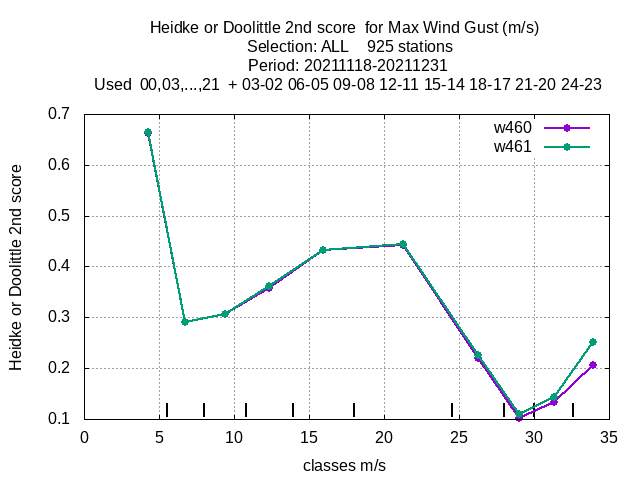 Heidke or Doolittle 2nd score  for Max Wind Gust (m/s)
Selection: ALL    925 stations
Period: 20211118-20211231
Used  00,03,...,21  + 03-02 06-05 09-08 12-11 15-14 18-17 21-20 24-23
w460
w461
Heidke or Doolittle 2nd score
0.7
0.6
0.5
0.4
0.3
0.2
0.1
0 5 10 15 20 25 30 35
classes m/s